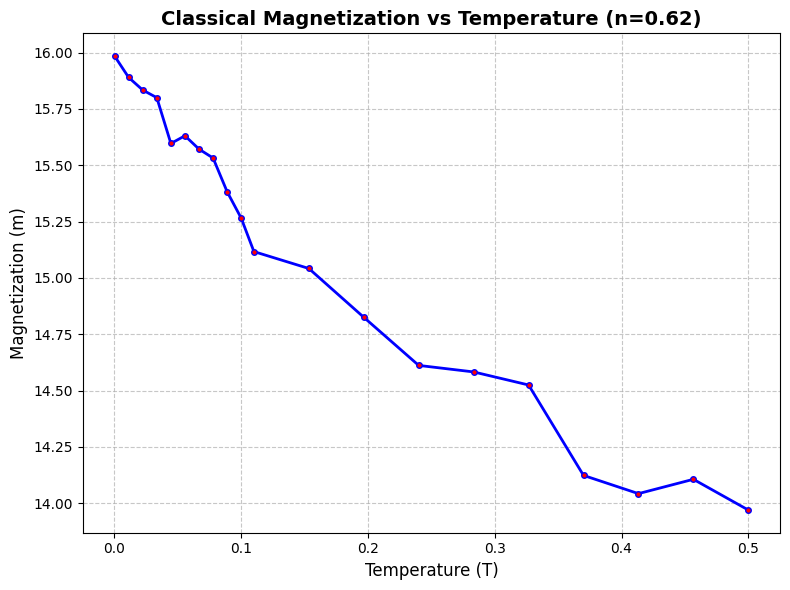 Classical Magnetization vs Temperature (n=0.62)
16.00
15.75
15.50
15.25
15.00
14.75
14.50
14.25
14.00
Magnetization (m)
0.0 0.1 0.2 0.3 0.4 0.5
Temperature (T)